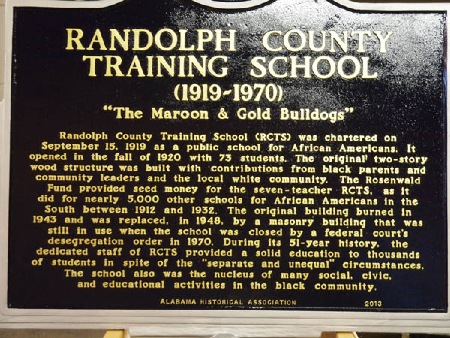 RANDOLPH COUNTY
TRAINING SCHOOL
(1919-1970)
"The Maroon & Gold Bulldogs"
Randolph County Training School (RCTS) was chartered on
September 15, 1919 as a public school for African Americans. It
opened in the fall of 1920 with 73 students. The original two-story
wood structure was built with contributions from black parents and
community leaders and the local white community. The Rosenwald
Fund provided seed money for the seven-teacher RCTS, as it
did for nearly 5,000 other schools for African Americans in the
South between 1912 and 1932. The original building burned in
1943 and was replaced, in 1948, by a masonry building that was
still in use when the school was closed by a federal court's
desegregation order in 1970. During its 51-year history, the
dedicated staff of RCTS provided a solid education to thousands
of students in spite of the "separate and unequal" circumstances.
The school also was the nucleus of many social, civic,
and educational activities in the black community.
ALABAMA HISTORICAL ASSOCIATION 2010